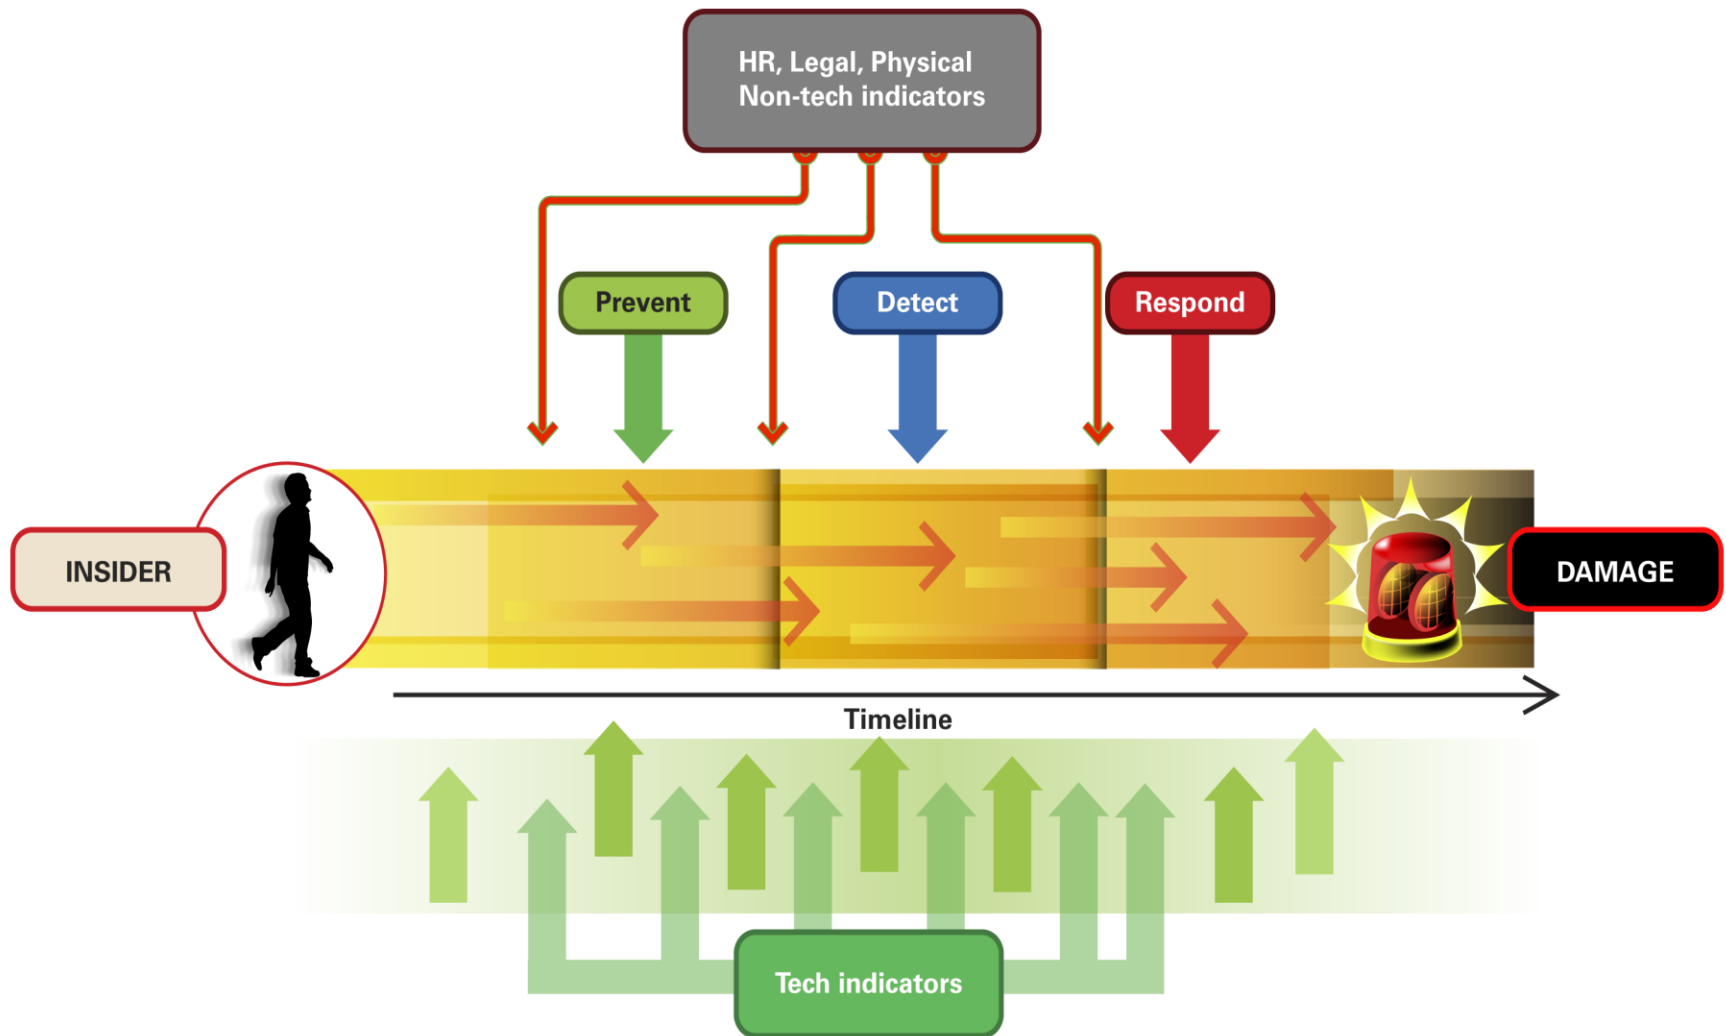 HR, Legal, Physical
Non-tech indicators
Prevent
Detect
Respond
INSIDER
DAMAGE
Timeline
Tech indicators